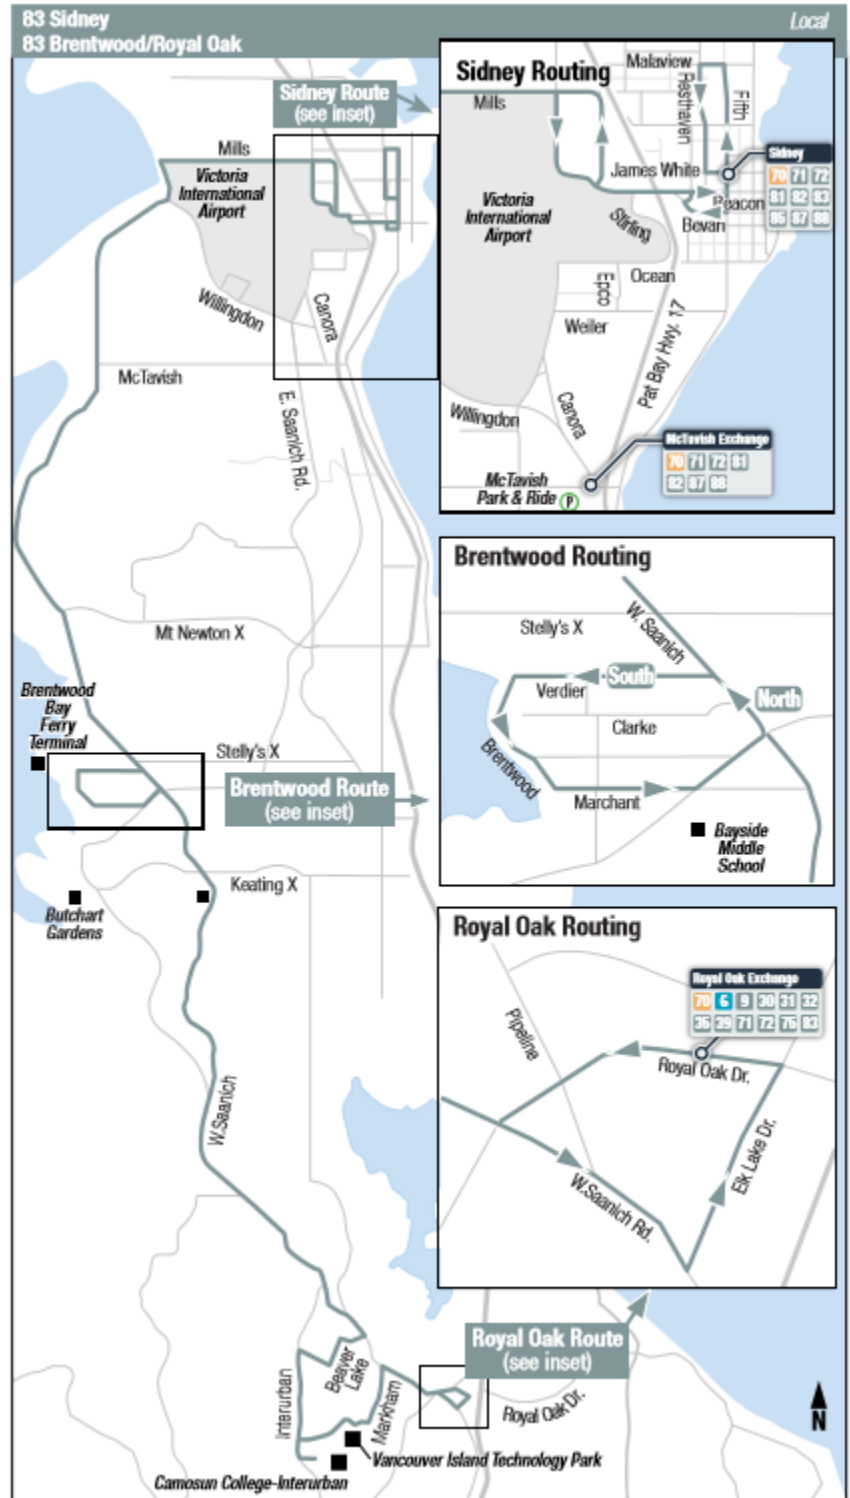 83 Sidney
Local
83 Brentwood/Royal Oak
Sidney Route
(see inset)
Mills
Victoria
International
Airport
Willingdon
Canora
McTavish
E. Saanich Rd.
Mt Newton X
Brentwood
Bay
Ferry
Terminal
Stelly's X
Brentwood Route
(see inset)
Keating X
Butchart
Gardens
W.Saanich
Royal Oak Route
(see inset)
Interurban
Beaver
Lake
Markham
Royal Oak Dr.
Vancouver Island Technology Park
Camosun College-Interurban
N
Sidney Routing
Malaview
Resthaven
Fifth
Mills
James White
Sidney
70 71 72
81 82 83
85 87 88
Beacon
Bevan
Victoria
International
Airport
Stirling
Ocean
Epco
Weiler
Pat Bay Hwy. 17
Willingdon
Canora
McTavish Exchange
70 71 72 81
82 87 88
McTavish
Park & Ride
P
Brentwood Routing
W. Saanich
Stelly's X
South
Verdier
North
Clarke
Brentwood
Marchant
Bayside
Middle
School
Royal Oak Routing
Royal Oak Exchange
70 6 9 30 31 32
35 39 71 72 75 83
Pipeline
Royal Oak Dr.
Elk Lake Dr.
W.Saanich Rd.